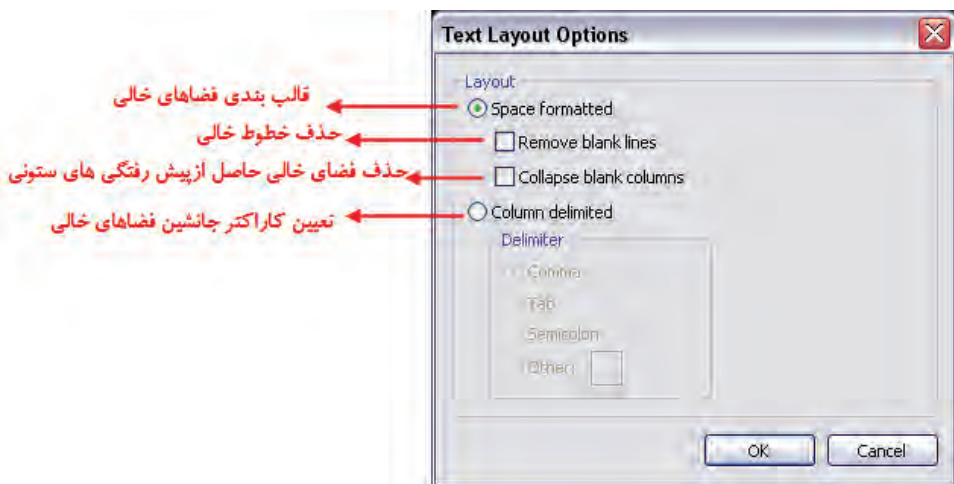 Text Layout Options
Layout
قالب بندی فضاهای خالی
Space formatted
حذف خطوط خالی
Remove blank lines
حذف فضای خالی حاصل ازپیش رفتگی های ستونی
Collapse blank columns
تعیین کاراکتر جانشین فضاهای خالی
Column delimited
Delimiter
Comma
Tab
Semicolon
Other:
OK
Cancel